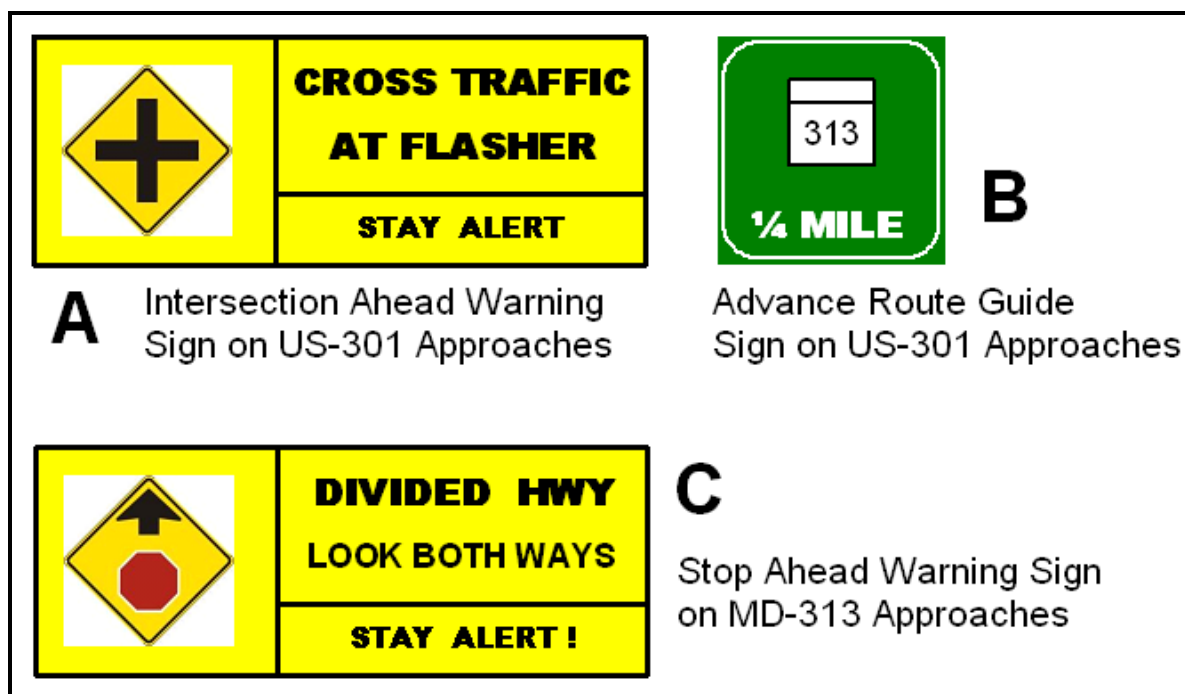 CROSS TRAFFIC
AT FLASHER
STAY ALERT
A
Intersection Ahead Warning
Sign on US-301 Approaches
313
¼ MILE
B
Advance Route Guide
Sign on US-301 Approaches
DIVIDED HWY
LOOK BOTH WAYS
STAY ALERT !
C
Stop Ahead Warning Sign
on MD-313 Approaches